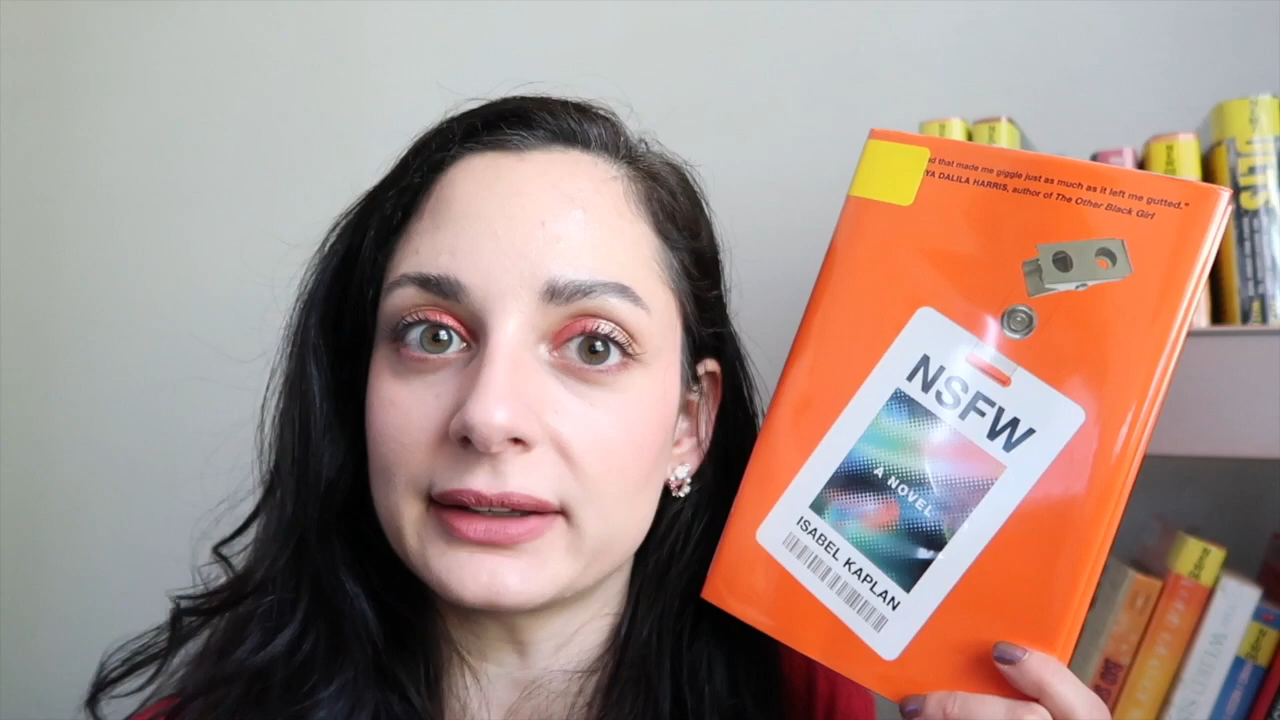 ad that made me giggle just as much as it left me gutted."
YA DALILA HARRIS, author of The Other Black Girl
NSFW
A NOVEL
ISABEL KAPLAN